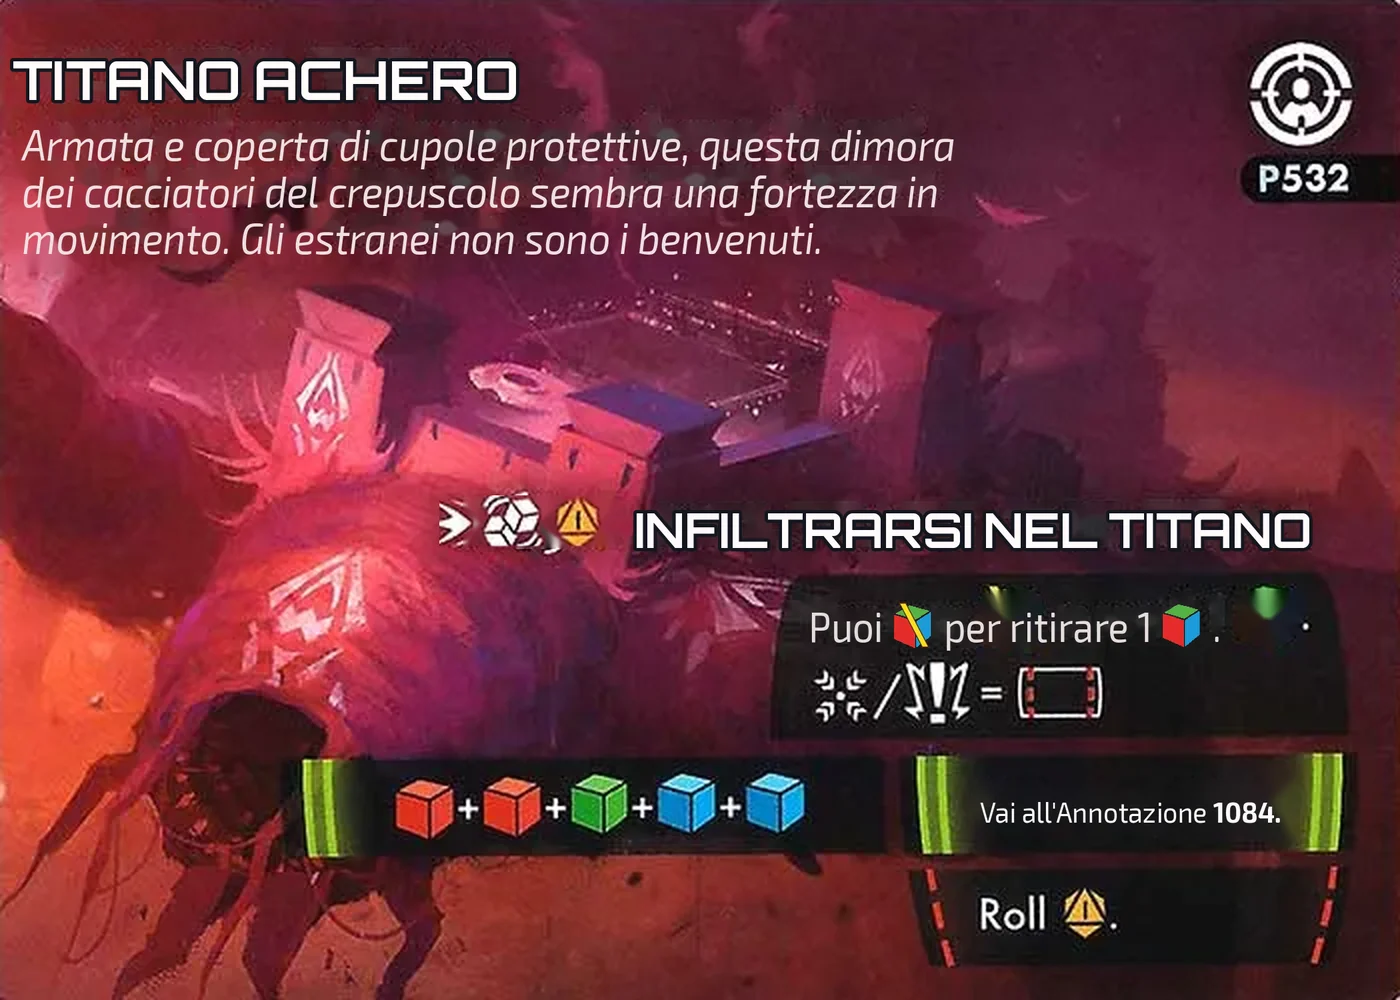 TITANO ACHERO
Armata e coperta di cupole protettive, questa dimora
dei cacciatori del crepuscolo sembra una fortezza in
movimento. Gli estranei non sono i benvenuti.
P532
INFILTRARSI NEL TITANO
Puoi per ritirare 1 .
/ =
+ + + +
Vai all'Annotazione 1084.
Roll .